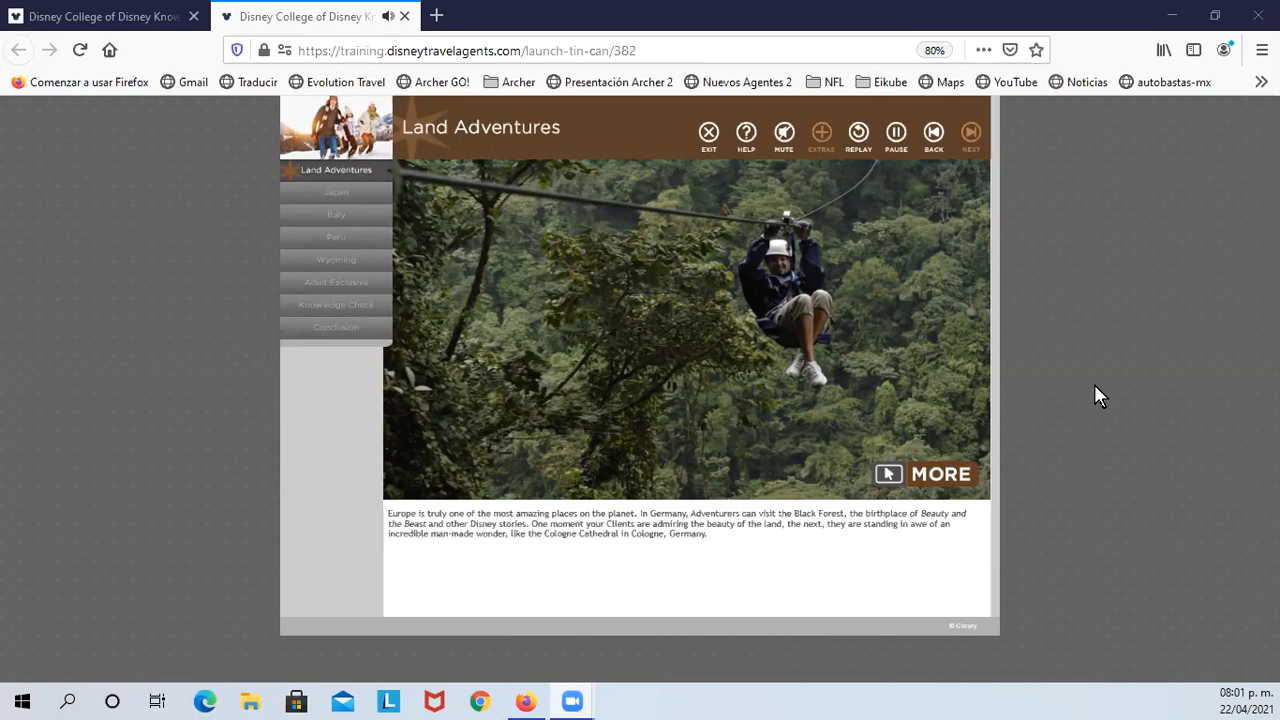 Disney College of Disney Know
Disney College of Disney Kn
https://training.disneytravelagents.com/launch-tin-can/382
80%
Comenzar a usar Firefox
Gmail
Traducir
Evolution Travel
Archer GO!
Archer
Presentación Archer 2
Nuevos Agentes 2
NFL
Eikube
Maps
YouTube
Noticias
autobastas-mx
Land Adventures
EXIT
HELP
MUTE
EXTRAS
REPLAY
PAUSE
BACK
NEXT
Land Adventures
Japan
Italy
Peru
Wyoming
Adult Exclusive
Knowledge Check
Conclusion
MORE
Europe is truly one of the most amazing places on the planet. In Germany, Adventurers can visit the Black Forest, the birthplace of Beauty and
the Beast and other Disney stories. One moment your Clients are admiring the beauty of the land, the next, they are standing in awe of an
incredible man-made wonder, like the Cologne Cathedral in Cologne, Germany.
© Disney
L
08:01 p. m.
22/04/2021